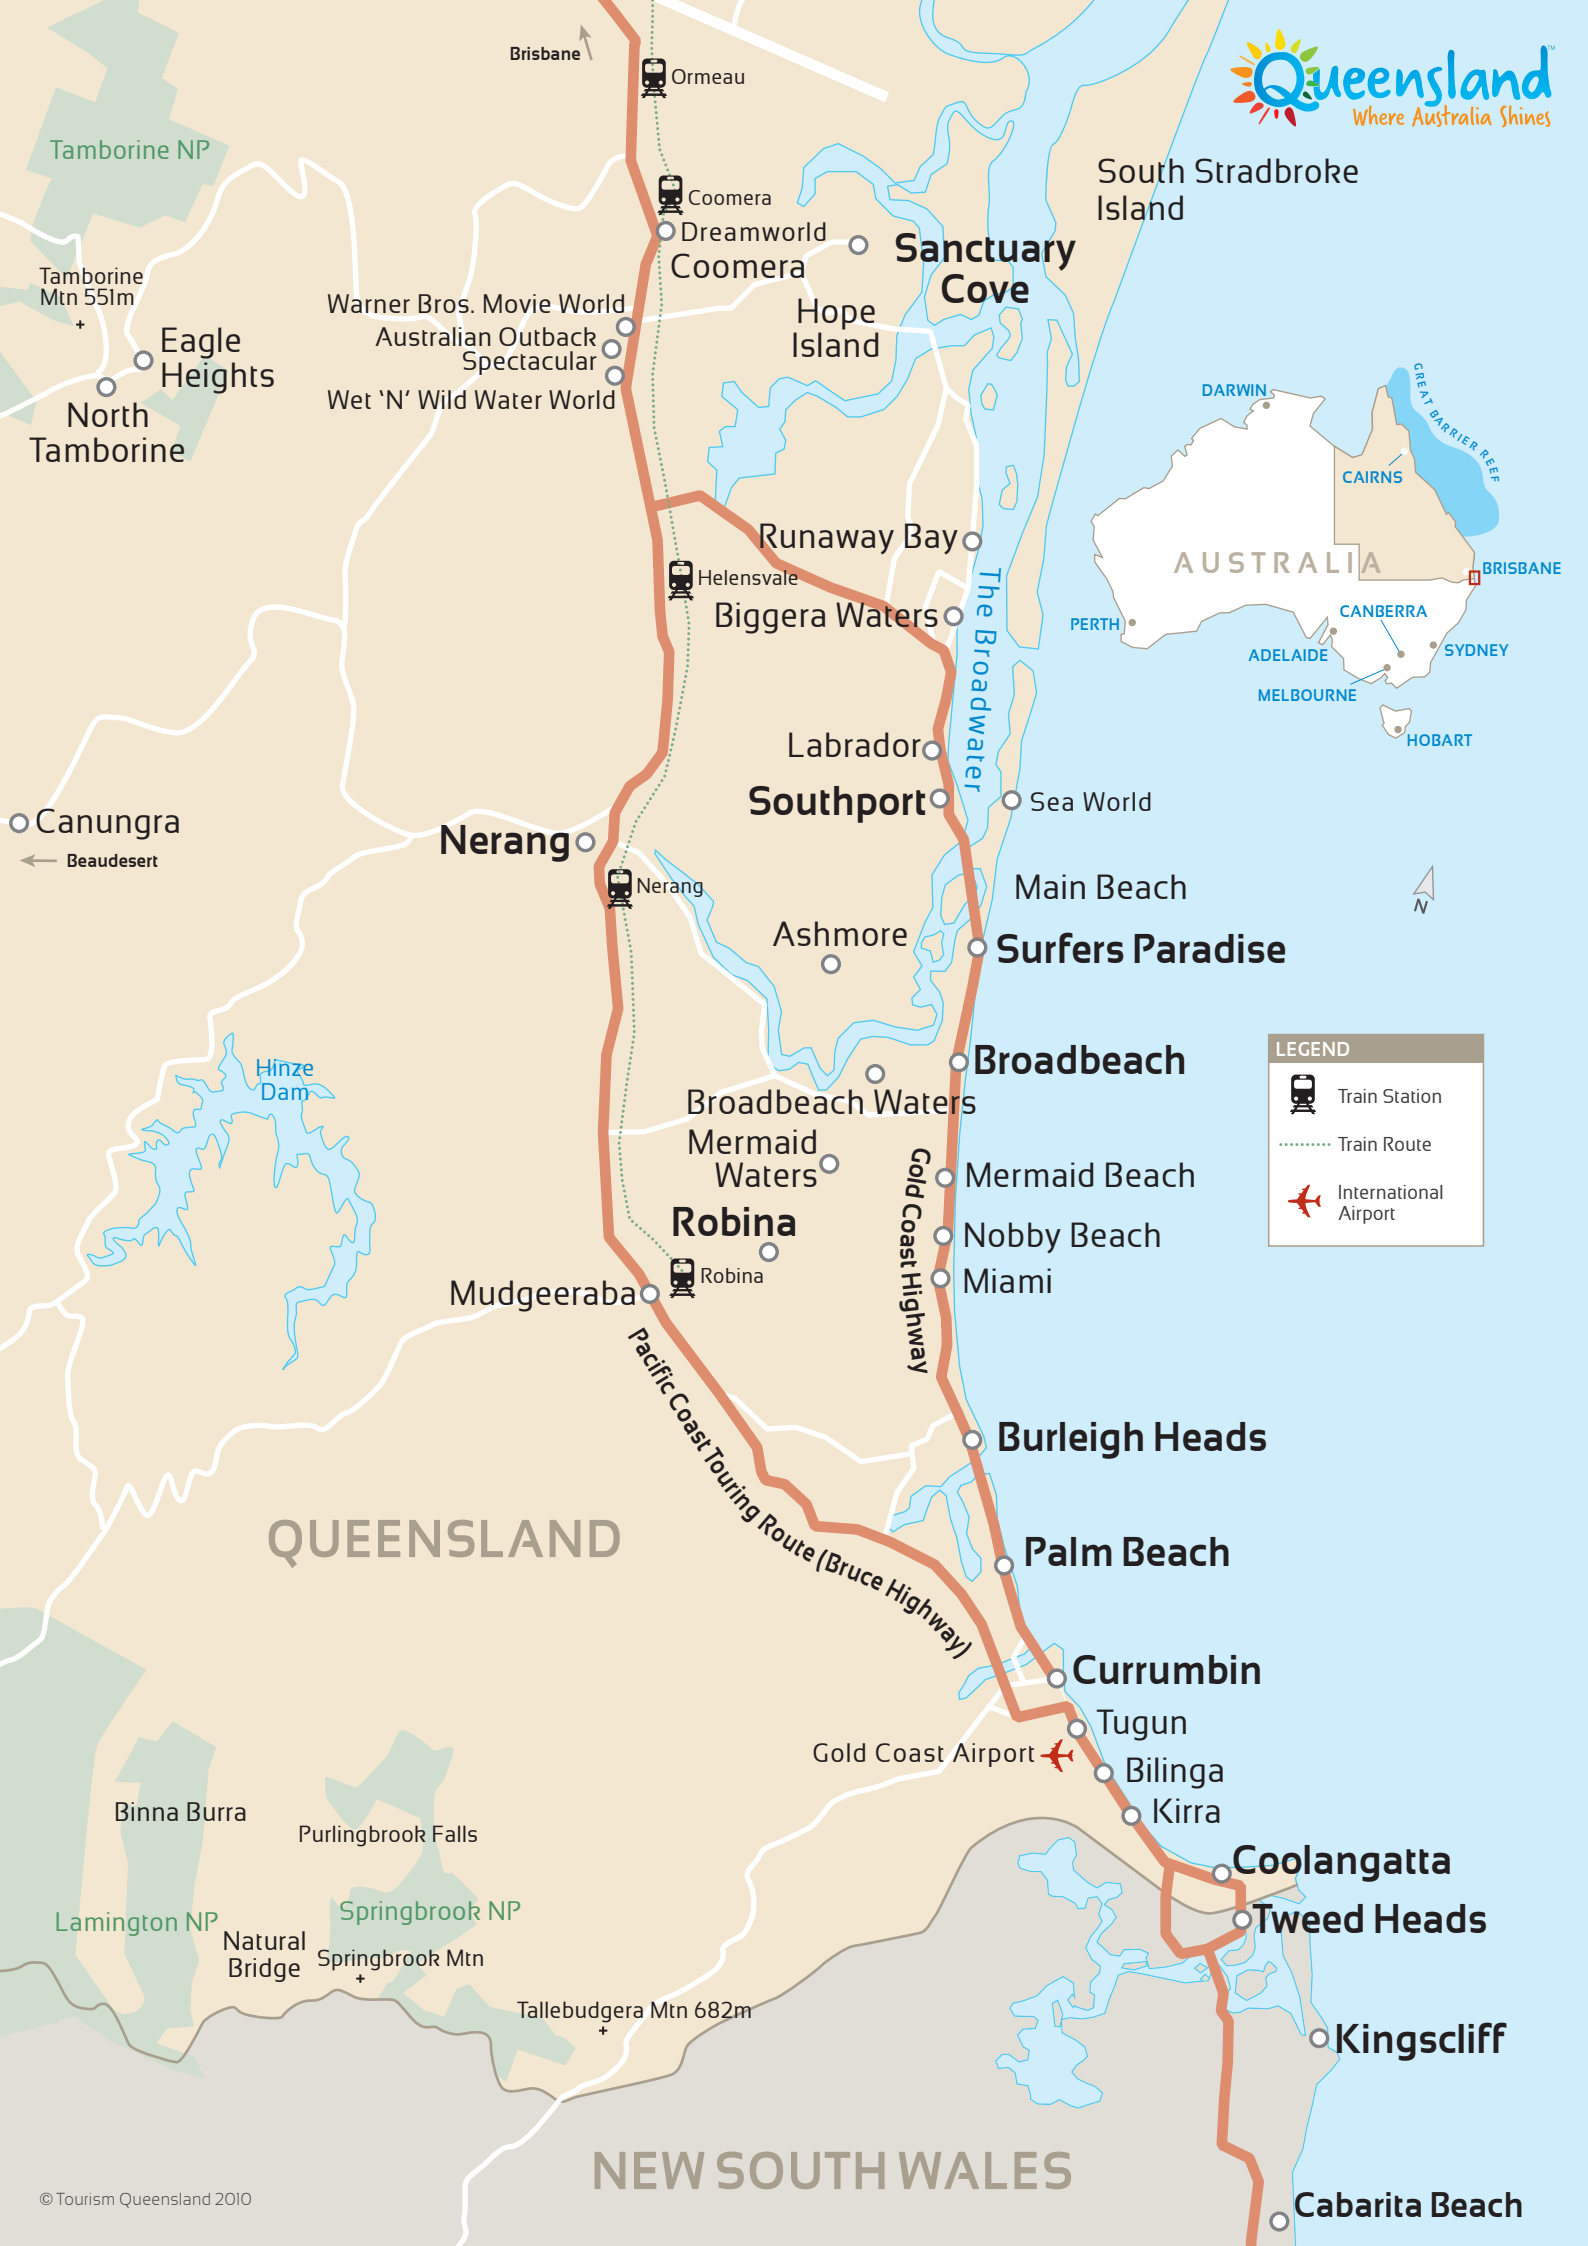 Brisbane
Ormeau
Queensland
TM
Where Australia Shines
Tamborine NP
South Stradbroke
Island
Coomera
Dreamworld
Coomera
Sanctuary
Cove
Tamborine
Mtn 551m
Warner Bros. Movie World
Australian Outback
Spectacular
Wet ‘N’ Wild Water World
Hope
Island
Eagle
Heights
North
Tamborine
DARWIN
GREAT BARRIER REEF
CAIRNS
AUSTRALIA
BRISBANE
PERTH
CANBERRA
ADELAIDE
SYDNEY
MELBOURNE
HOBART
Runaway Bay
Helensvale
Biggera Waters
The Broadwater
Labrador
Southport
Sea World
Canungra
Beaudesert
Nerang
Nerang
Main Beach
N
Ashmore
Surfers Paradise
Hinze
Dam
Broadbeach
LEGEND
Train Station
Train Route
International
Airport
Broadbeach Waters
Mermaid
Waters
Gold Coast Highway
Mermaid Beach
Robina
Nobby Beach
Robina
Miami
Mudgeeraba
Pacific Coast Touring Route (Bruce Highway)
Burleigh Heads
QUEENSLAND
Palm Beach
Currumbin
Tugun
Gold Coast Airport
Bilinga
Kirra
Binna Burra
Purlingbrook Falls
Coolangatta
Lamington NP
Springbrook NP
Tweed Heads
Natural
Bridge
Springbrook Mtn
Tallebudgera Mtn 682m
Kingscliff
NEW SOUTH WALES
© Tourism Queensland 2010
Cabarita Beach